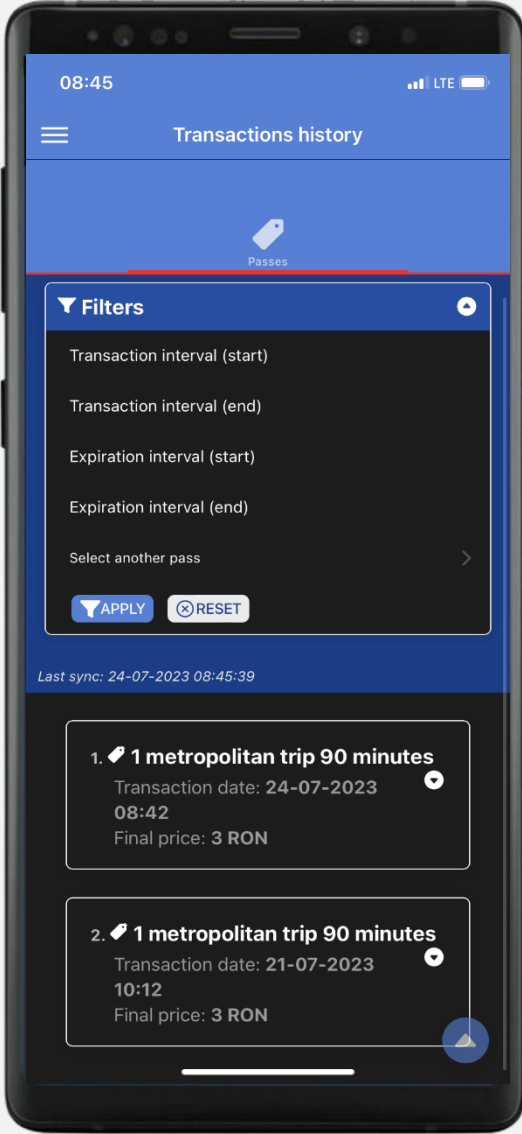 08:45
LTE
Transactions history
Passes
Filters
Transaction interval (start)
Transaction interval (end)
Expiration interval (start)
Expiration interval (end)
Select another pass
APPLY
RESET
Last sync: 24-07-2023 08:45:39
1. 1 metropolitan trip 90 minutes
Transaction date: 24-07-2023
08:42
Final price: 3 RON
2. 1 metropolitan trip 90 minutes
Transaction date: 21-07-2023
10:12
Final price: 3 RON